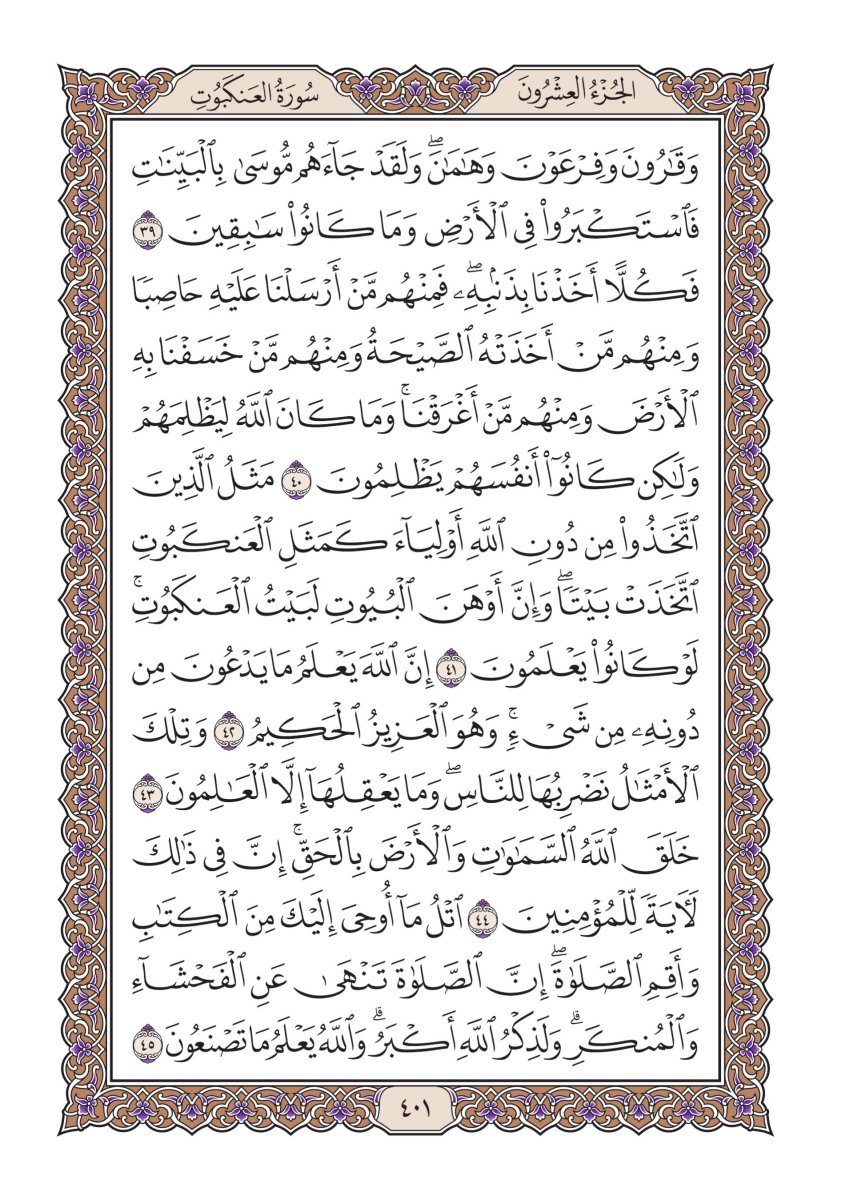 الجُزْءُ العِشْرُونَ
سُورَةُ العَنكَبُوتِ
وَقَٰرُونَ وَفِرْعَوْنَ وَهَٰمَٰنَۖ وَلَقَدْ جَآءَهُم مُّوسَىٰ بِٱلْبَيِّنَٰتِ
فَٱسْتَكْبَرُوا۟ فِى ٱلْأَرْضِ وَمَا كَانُوا۟ سَٰبِقِينَ ٣٩
فَكُلًّا أَخَذْنَا بِذَنۢبِهِۦۖ فَمِنْهُم مَّنْ أَرْسَلْنَا عَلَيْهِ حَاصِبًا
وَمِنْهُم مَّنْ أَخَذَتْهُ ٱلصَّيْحَةُ وَمِنْهُم مَّنْ خَسَفْنَا بِهِ
ٱلْأَرْضَ وَمِنْهُم مَّنْ أَغْرَقْنَاۚ وَمَا كَانَ ٱللَّهُ لِيَظْلِمَهُمْ
وَلَٰكِن كَانُوٓا۟ أَنفُسَهُمْ يَظْلِمُونَ ٤٠ مَثَلُ ٱلَّذِينَ
ٱتَّخَذُوا۟ مِن دُونِ ٱللَّهِ أَوْلِيَآءَ كَمَثَلِ ٱلْعَنكَبُوتِ
ٱتَّخَذَتْ بَيْتًاۖ وَإِنَّ أَوْهَنَ ٱلْبُيُوتِ لَبَيْتُ ٱلْعَنكَبُوتِۚ
لَوْ كَانُوا۟ يَعْلَمُونَ ٤١ إِنَّ ٱللَّهَ يَعْلَمُ مَا يَدْعُونَ مِن
دُونِهِۦ مِن شَىْءٍۚ وَهُوَ ٱلْعَزِيزُ ٱلْحَكِيمُ ٤٢ وَتِلْكَ
ٱلْأَمْثَٰلُ نَضْرِبُهَا لِلنَّاسِۖ وَمَا يَعْقِلُهَآ إِلَّا ٱلْعَٰلِمُونَ ٤٣
خَلَقَ ٱللَّهُ ٱلسَّمَٰوَٰتِ وَٱلْأَرْضَ بِٱلْحَقِّۚ إِنَّ فِى ذَٰلِكَ
لَءَايَةً لِّلْمُؤْمِنِينَ ٤٤ ٱتْلُ مَآ أُوحِىَ إِلَيْكَ مِنَ ٱلْكِتَٰبِ
وَأَقِمِ ٱلصَّلَوٰةَۖ إِنَّ ٱلصَّلَوٰةَ تَنْهَىٰ عَنِ ٱلْفَحْشَآءِ
وَٱلْمُنكَرِۗ وَلَذِكْرُ ٱللَّهِ أَكْبَرُۗ وَٱللَّهُ يَعْلَمُ مَا تَصْنَعُونَ ٤٥
٤٠١